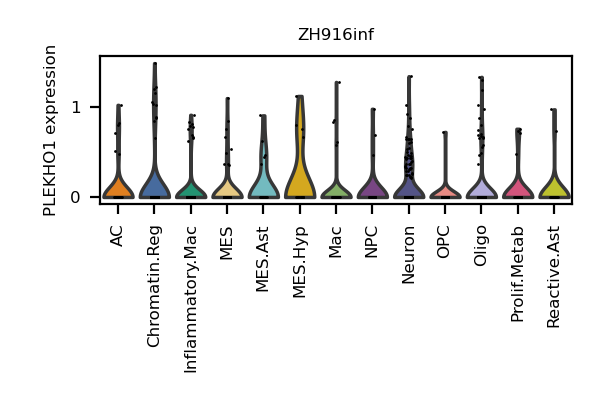 ZH916inf
PLEKHO1 expression
1
0
AC
Chromatin.Reg
Inflammatory.Mac
MES
MES.Ast
MES.Hyp
Mac
NPC
Neuron
OPC
Oligo
Prolif.Metab
Reactive.Ast